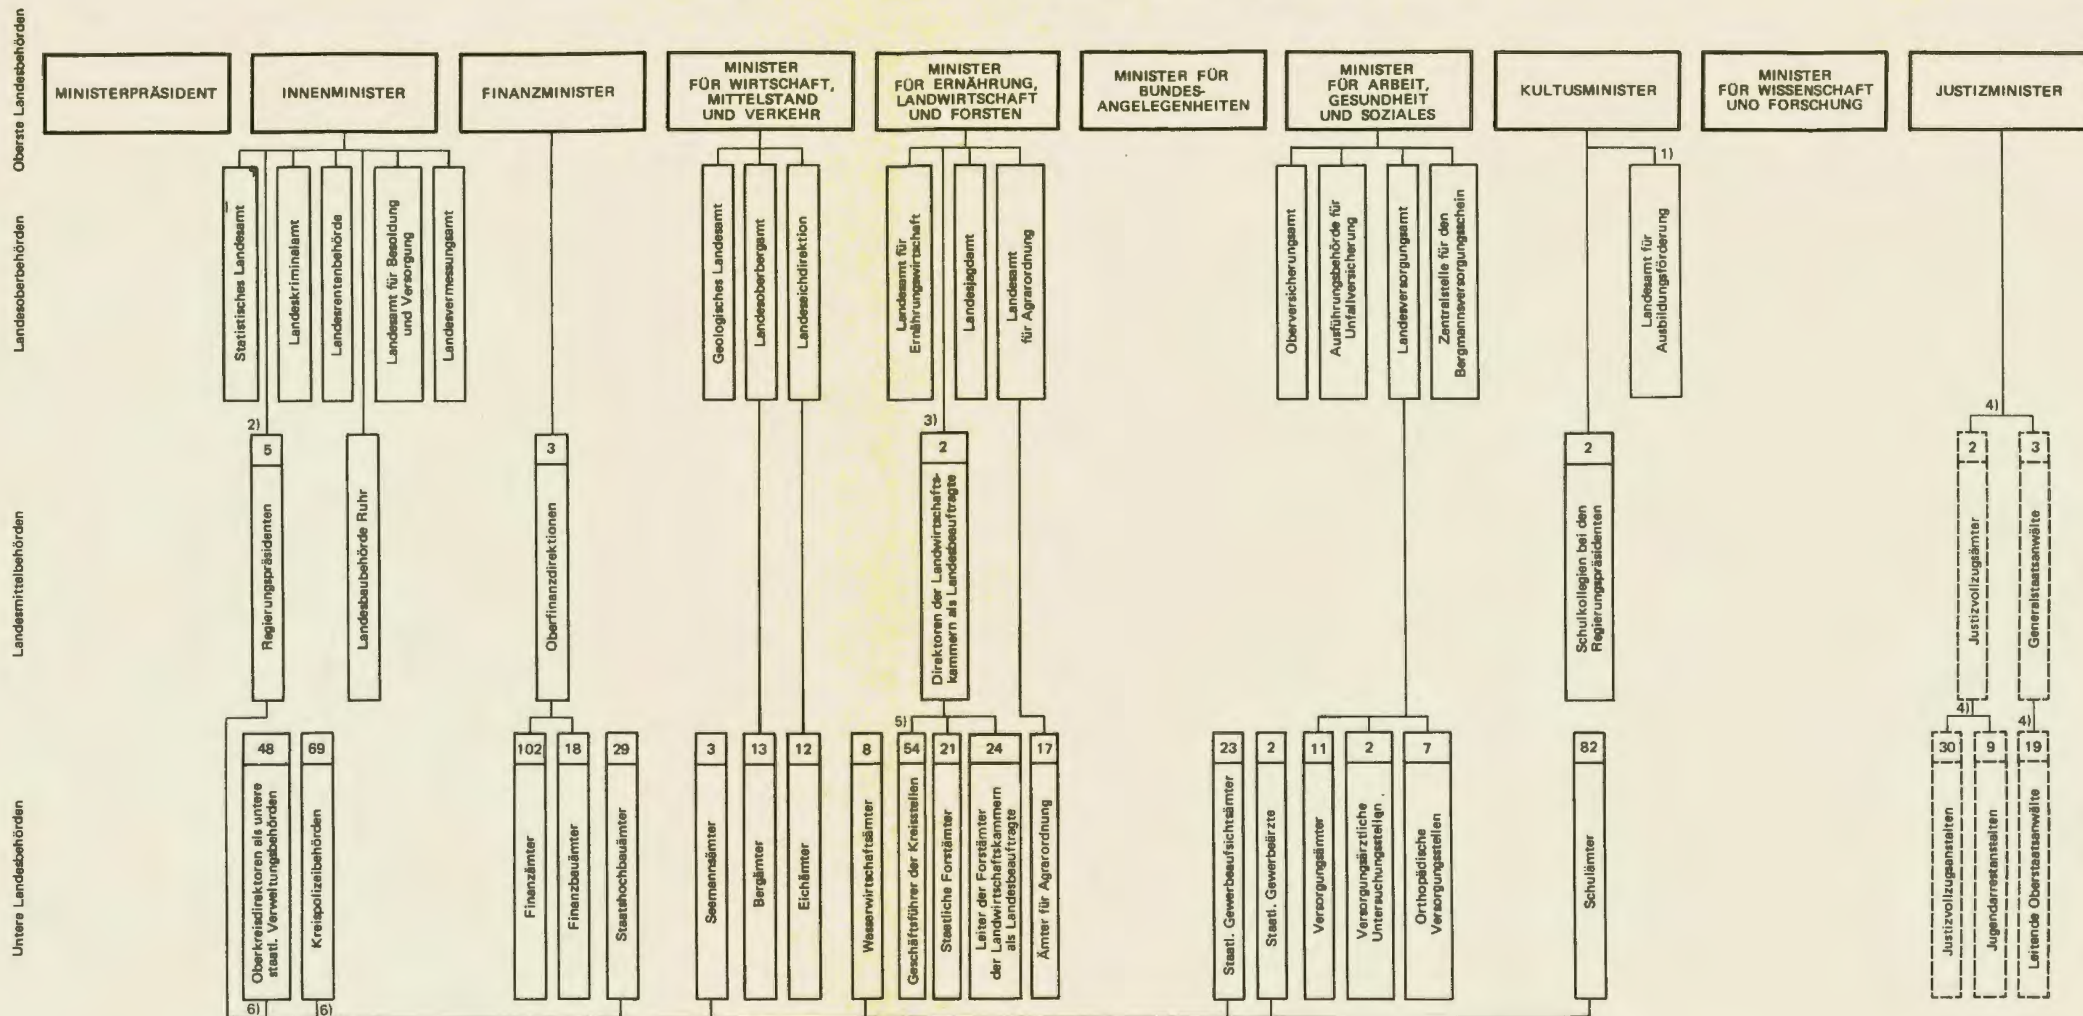 Oberste Landesbehörden
MINISTERPRÄSIDENT
INNENMINISTER
FINANZMINISTER
MINISTER
FÜR WIRTSCHAFT,
MITTELSTAND
UND VERKEHR
MINISTER
FÜR ERNÄHRUNG,
LANDWIRTSCHAFT
UND FORSTEN
MINISTER FÜR
BUNDES-
ANGELEGENHEITEN
MINISTER
FÜR ARBEIT,
GESUNDHEIT
UND SOZIALES
KULTUSMINISTER
MINISTER
FÜR WISSENSCHAFT
UND FORSCHUNG
JUSTIZMINISTER
Landesoberbehörden
Statistisches Landesamt
Landeskriminalamt
Landesrentenbehörde
Landesamt für Besoldung
und Versorgung
Landesvermessungsamt
Geologisches Landesamt
Landesoberbergamt
Landeseichdirektion
Landesamt für
Ernährungswirtschaft
Landesjagdamt
Landesamt
für Agrarordnung
Oberversicherungsamt
Ausführungsbehörde für
Unfallversicherung
Landesversorgungsamt
Zentralstelle für den
Bergmannsversorgungsschein
1)
Landesamt für
Ausbildungsförderung
Landesmittelbehörden
2)
5
Regierungspräsidenten
Landesbaubehörde Ruhr
3
Oberfinanzdirektionen
3)
2
Direktoren der Landwirtschafts-
kammern als Landesbeauftragte
2
Schulkollegien bei den
Regierungspräsidenten
4)
2
Justizvollzugsämter
3
Generalstaatsanwälte
Untere Landesbehörden
48
Oberkreisdirektoren als untere
staatl. Verwaltungsbehörden
69
Kreispolizeibehörden
102
Finanzämter
18
Finanzbauämter
29
Staatshochbauämter
3
Seemannsämter
13
Bergämter
12
Eichämter
8
Wasserwirtschaftsämter
5)
54
Geschäftsführer der Kreisstellen
21
Staatliche Forstämter
24
Leiter der Forstämter
der Landwirtschaftskammern
als Landesbeauftragte
17
Ämter für Agrarordnung
23
Staatl. Gewerbeaufsichtsämter
2
Staatl. Gewerbeärzte
11
Versorgungsämter
2
Versorgungsärztliche
Untersuchungsstellen
7
Orthopädische
Versorgungsstellen
82
Schulämter
4)
30
Justizvollzugsanstalten
9
Jugendarrestanstalten
4)
19
Leitende Oberstaatsanwälte
6)
6)